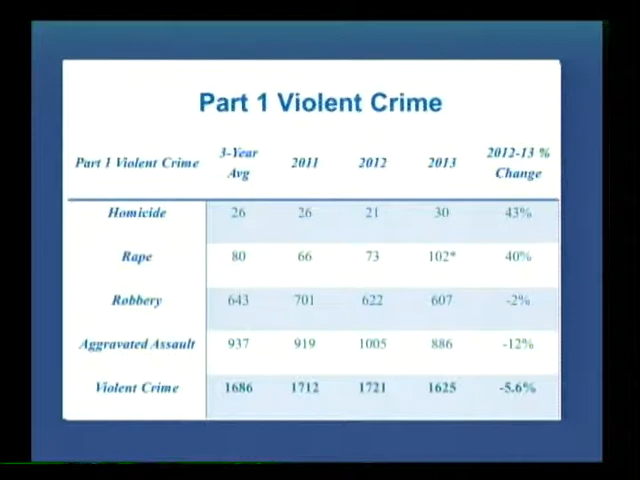 Part 1 Violent Crime
Part 1 Violent Crime 3-Year Avg 2011 2012 2013 2012-13 % Change
Homicide 26 26 21 30 43%
Rape 80 66 73 102* 40%
Robbery 643 701 622 607 -2%
Aggravated Assault 937 919 1005 886 -12%
Violent Crime 1686 1712 1721 1625 -5.6%